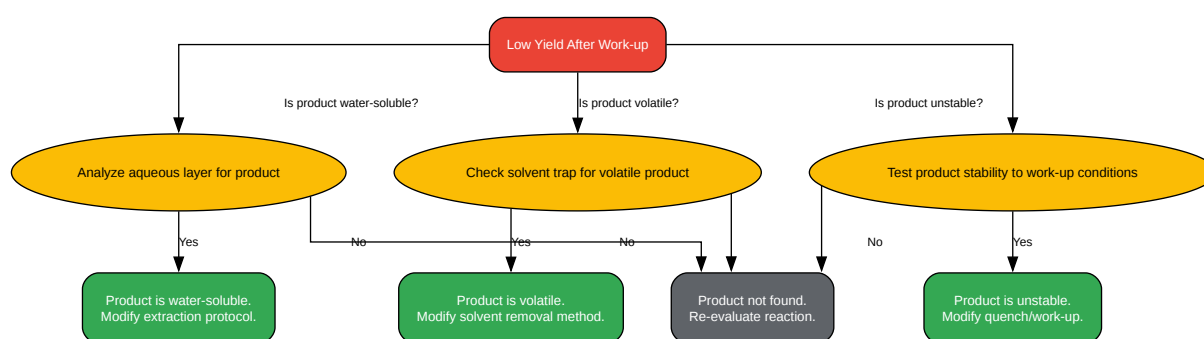 Low Yield After Work-up
Is product water-soluble?
Is product volatile?
Is product unstable?
Analyze aqueous layer for product
Check solvent trap for volatile product
Test product stability to work-up conditions
Yes
No
Yes
No
No
Yes
Product is water-soluble.
Modify extraction protocol.
Product is volatile.
Modify solvent removal method.
Product not found.
Re-evaluate reaction.
Product is unstable.
Modify quench/work-up.